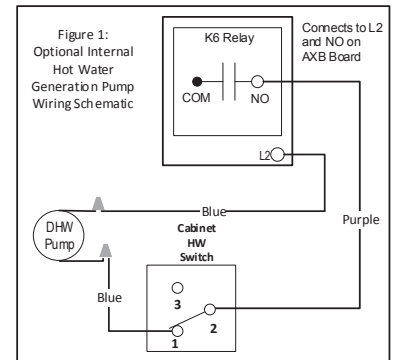 Figure 1:
Optional Internal
Hot Water
Generation Pump
Wiring Schematic
K6 Relay
COM
NO
L2
Connects to L2
and NO on
AXB Board
Blue
Purple
DHW
Pump
Cabinet
HW
Switch
Blue
3
2
1